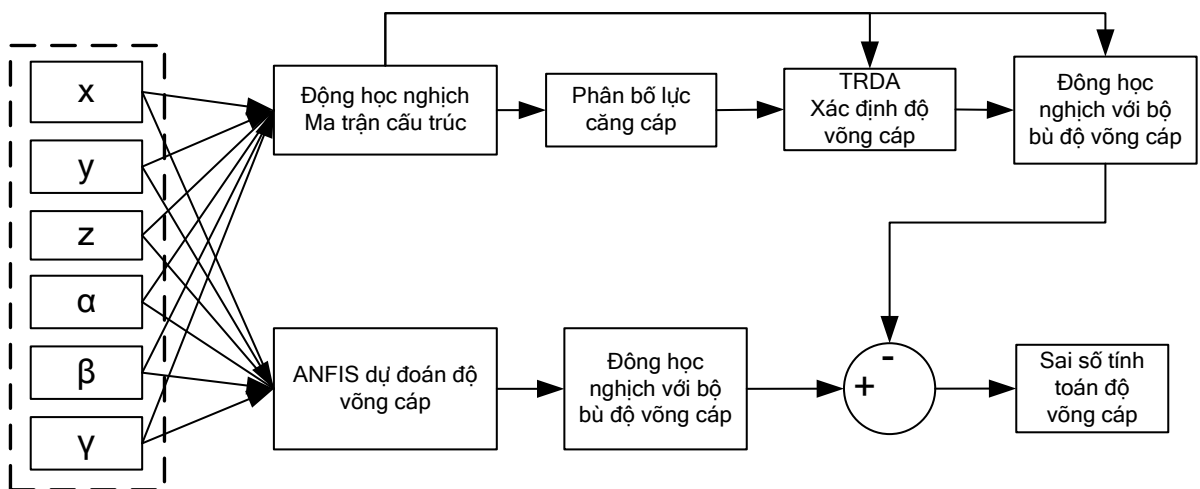 x
y
z
α
β
γ
Động học nghịch
Ma trận cấu trúc
Phân bố lực
căng cáp
TRDA
Xác định độ
võng cáp
Đông học
nghịch với bộ
bù độ võng cáp
ANFIS dự đoán độ
võng cáp
Đông học
nghịch với bộ
bù độ võng cáp
-
+
Sai số tính
toán độ
võng cáp